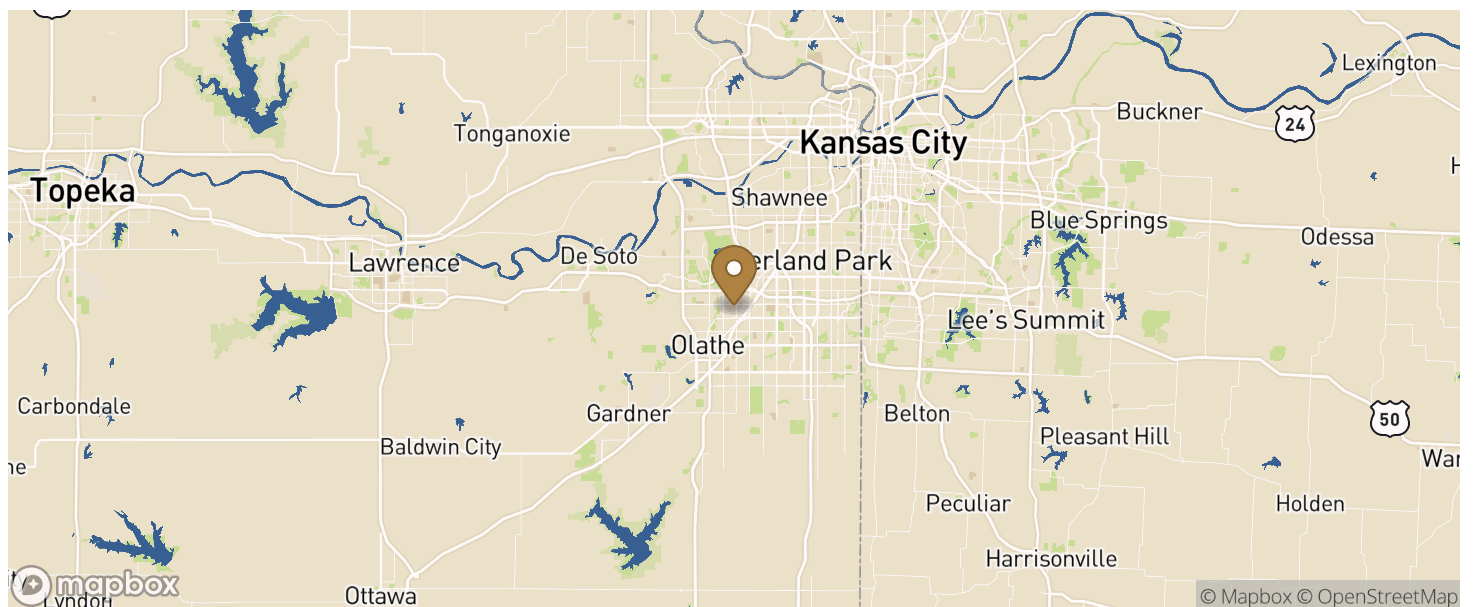 Lexington
Buckner
24
Tonganoxie
Kansas City
Topeka
Shawnee
Blue Springs
Odessa
De Soto
Lawrence
erland Park
Lee's Summit
Olathe
Carbondale
Gardner
Belton
50
Baldwin City
Pleasant Hill
Peculiar
Holden
Harrisonville
mapbox
Ottawa
Lyndon
© Mapbox © OpenStreetMap